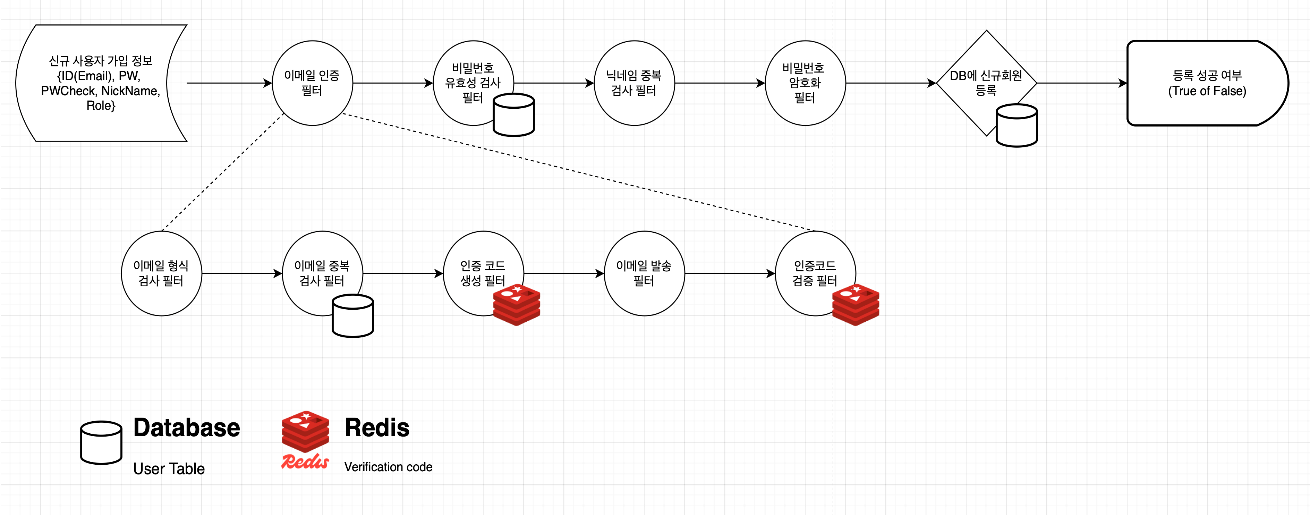 신규 사용자 가입 정보
{ID(Email), PW,
PWCheck, NickName,
Role}
이메일 인증
필터
비밀번호
유효성 검사
필터
닉네임 중복
검사 필터
비밀번호
암호화
필터
DB에 신규회원
등록
등록 성공 여부
(True of False)
이메일 형식
검사 필터
이메일 중복
검사 필터
인증 코드
생성 필터
이메일 발송
필터
인증코드
검증 필터
Database
User Table
Redis
redis
Verification code